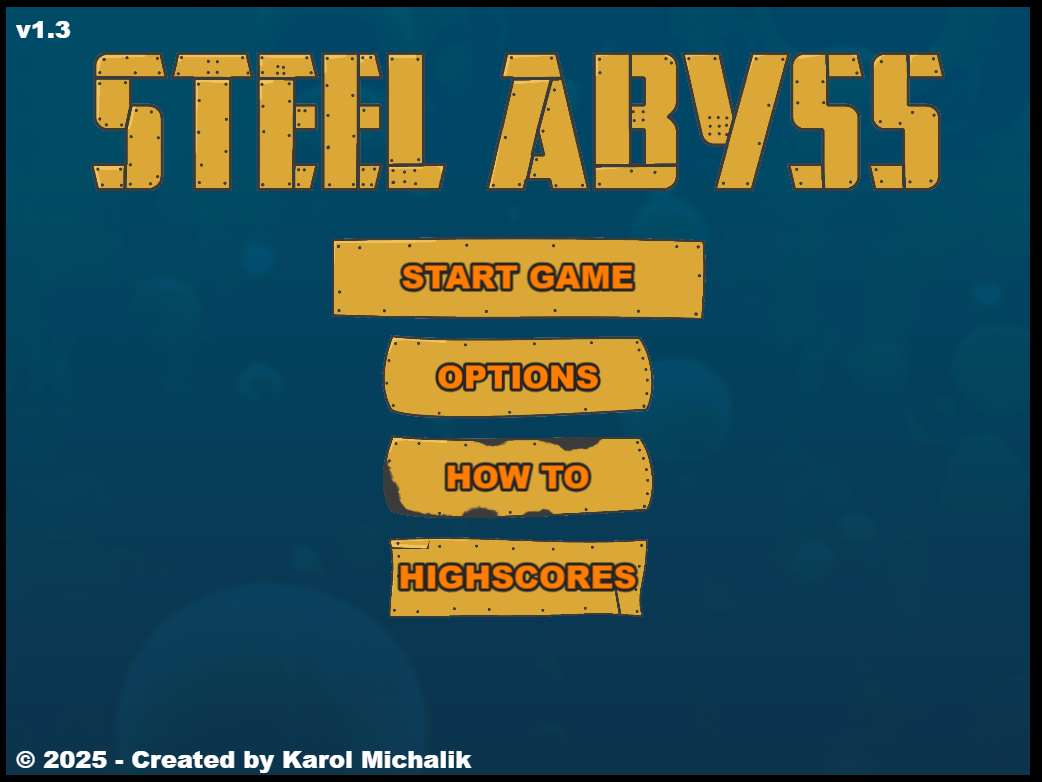 v1.3
STEEL ABYSS
START GAME
OPTIONS
HOW TO
HIGHSCORES
© 2025 - Created by Karol Michalik